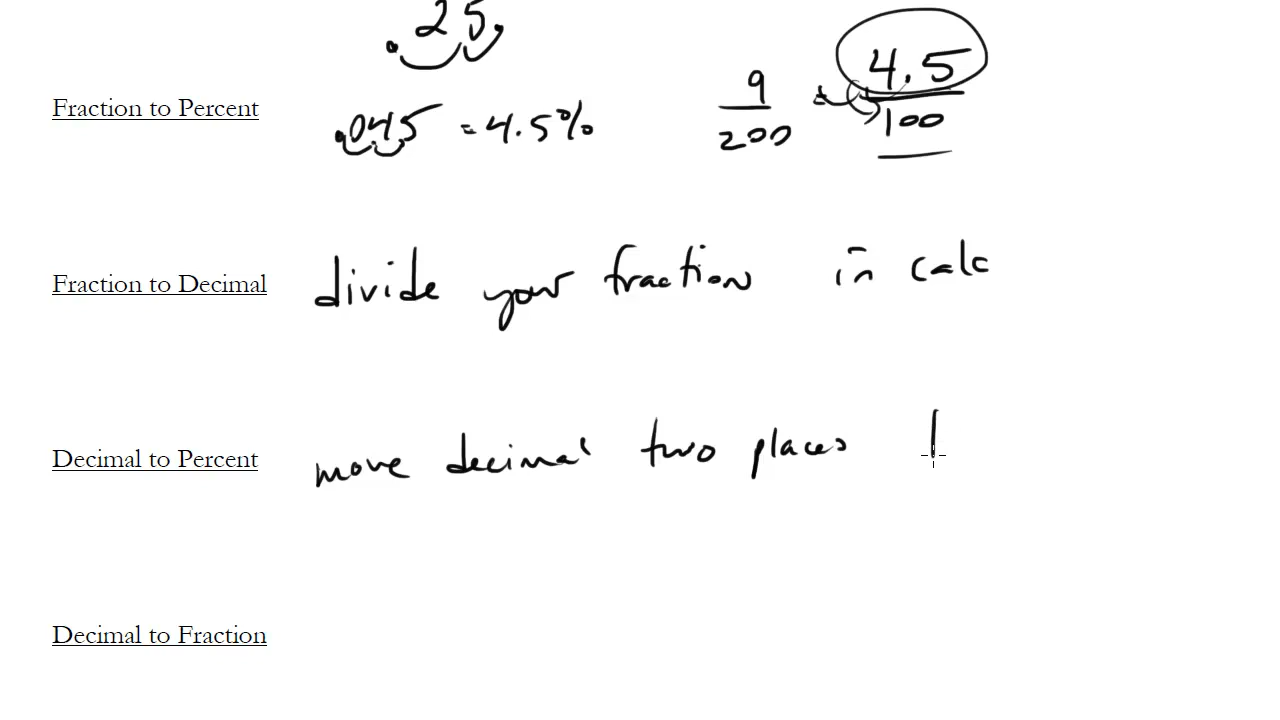 .25
Fraction to Percent .045 = 4.5% 9/200 = 4.5/100
Fraction to Decimal divide your fraction in calc
Decimal to Percent move decimal two places
Decimal to Fraction